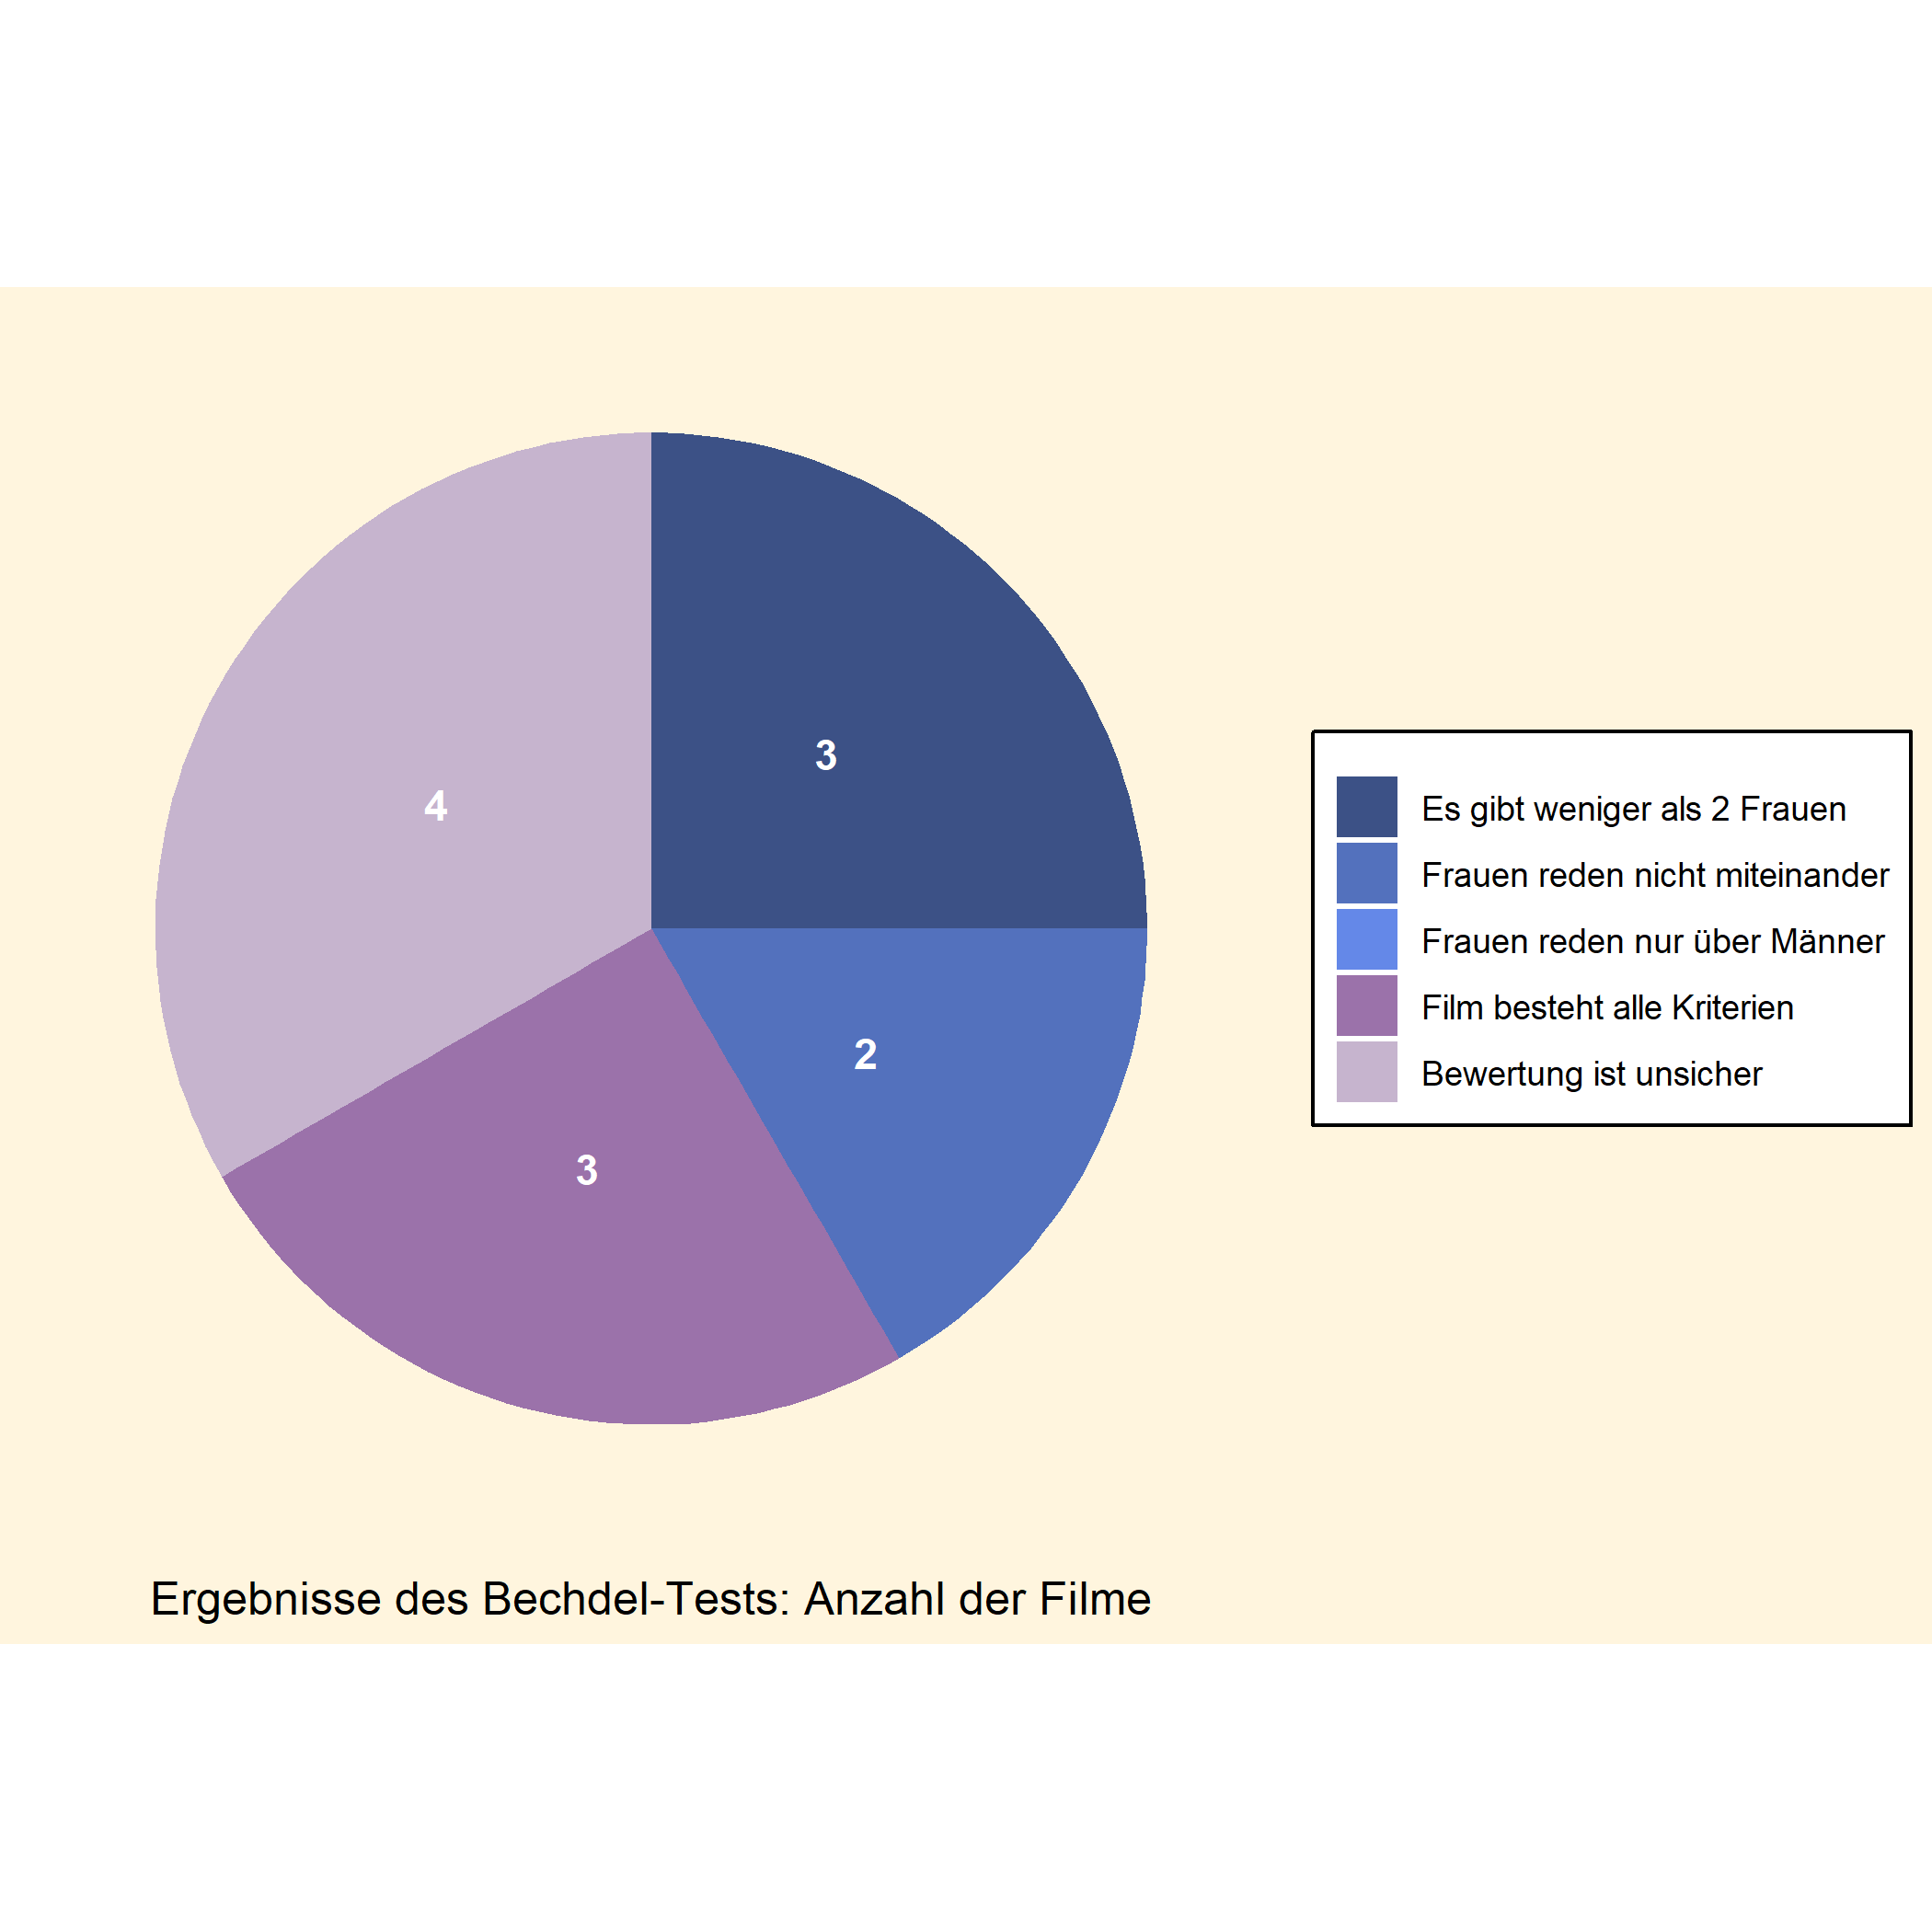 3
4
2
3
Es gibt weniger als 2 Frauen
Frauen reden nicht miteinander
Frauen reden nur über Männer
Film besteht alle Kriterien
Bewertung ist unsicher
Ergebnisse des Bechdel-Tests: Anzahl der Filme